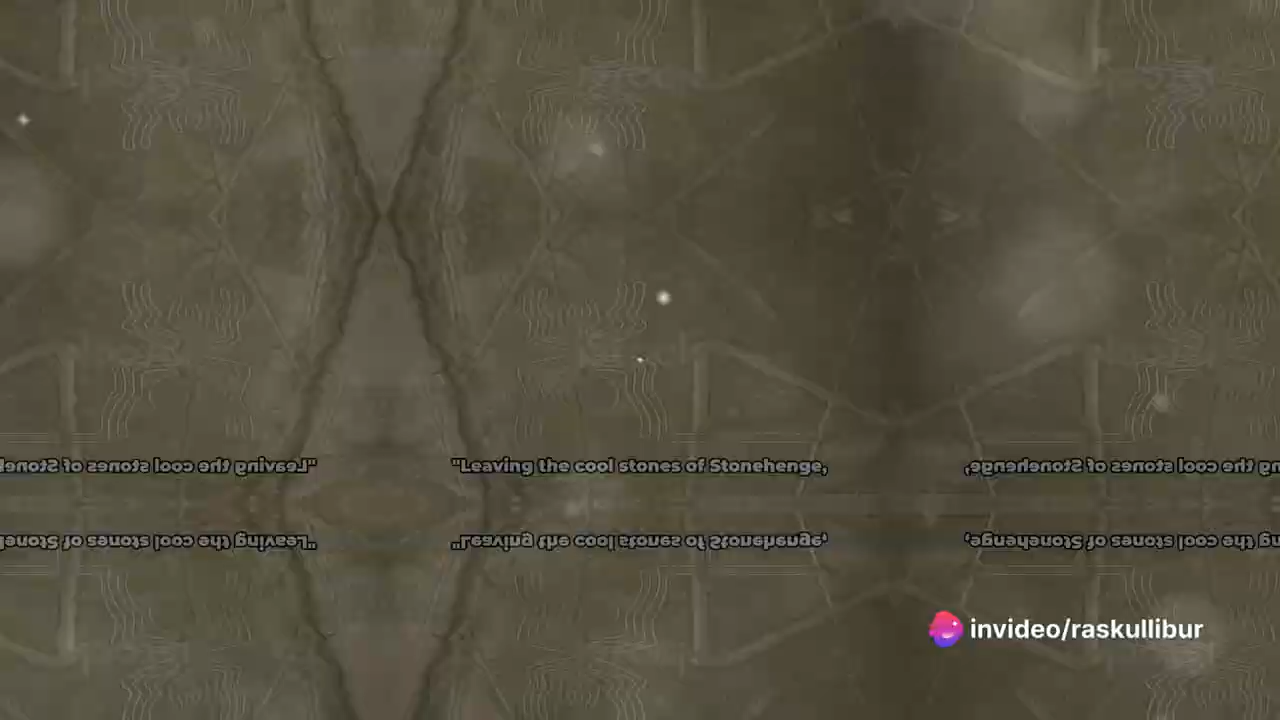 "Leaving the cool stones of Stonehenge,
invideo/raskullibur